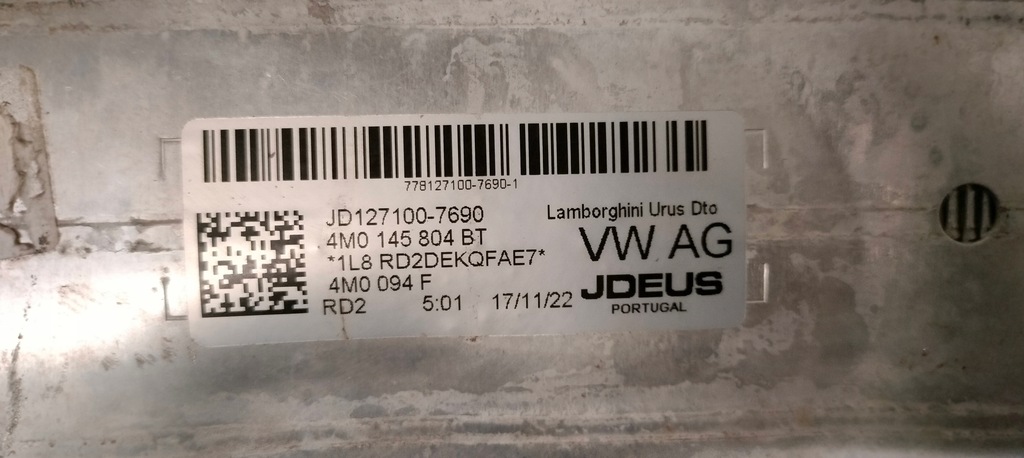 778127100-7690-1
JD127100-7690
Lamborghini Urus Dto
4M0 145 804 BT
VW AG
*1L8 RD2DEKQFAE7*
4M0 094 F
JDEUS
RD2 5:01 17/11/22
PORTUGAL